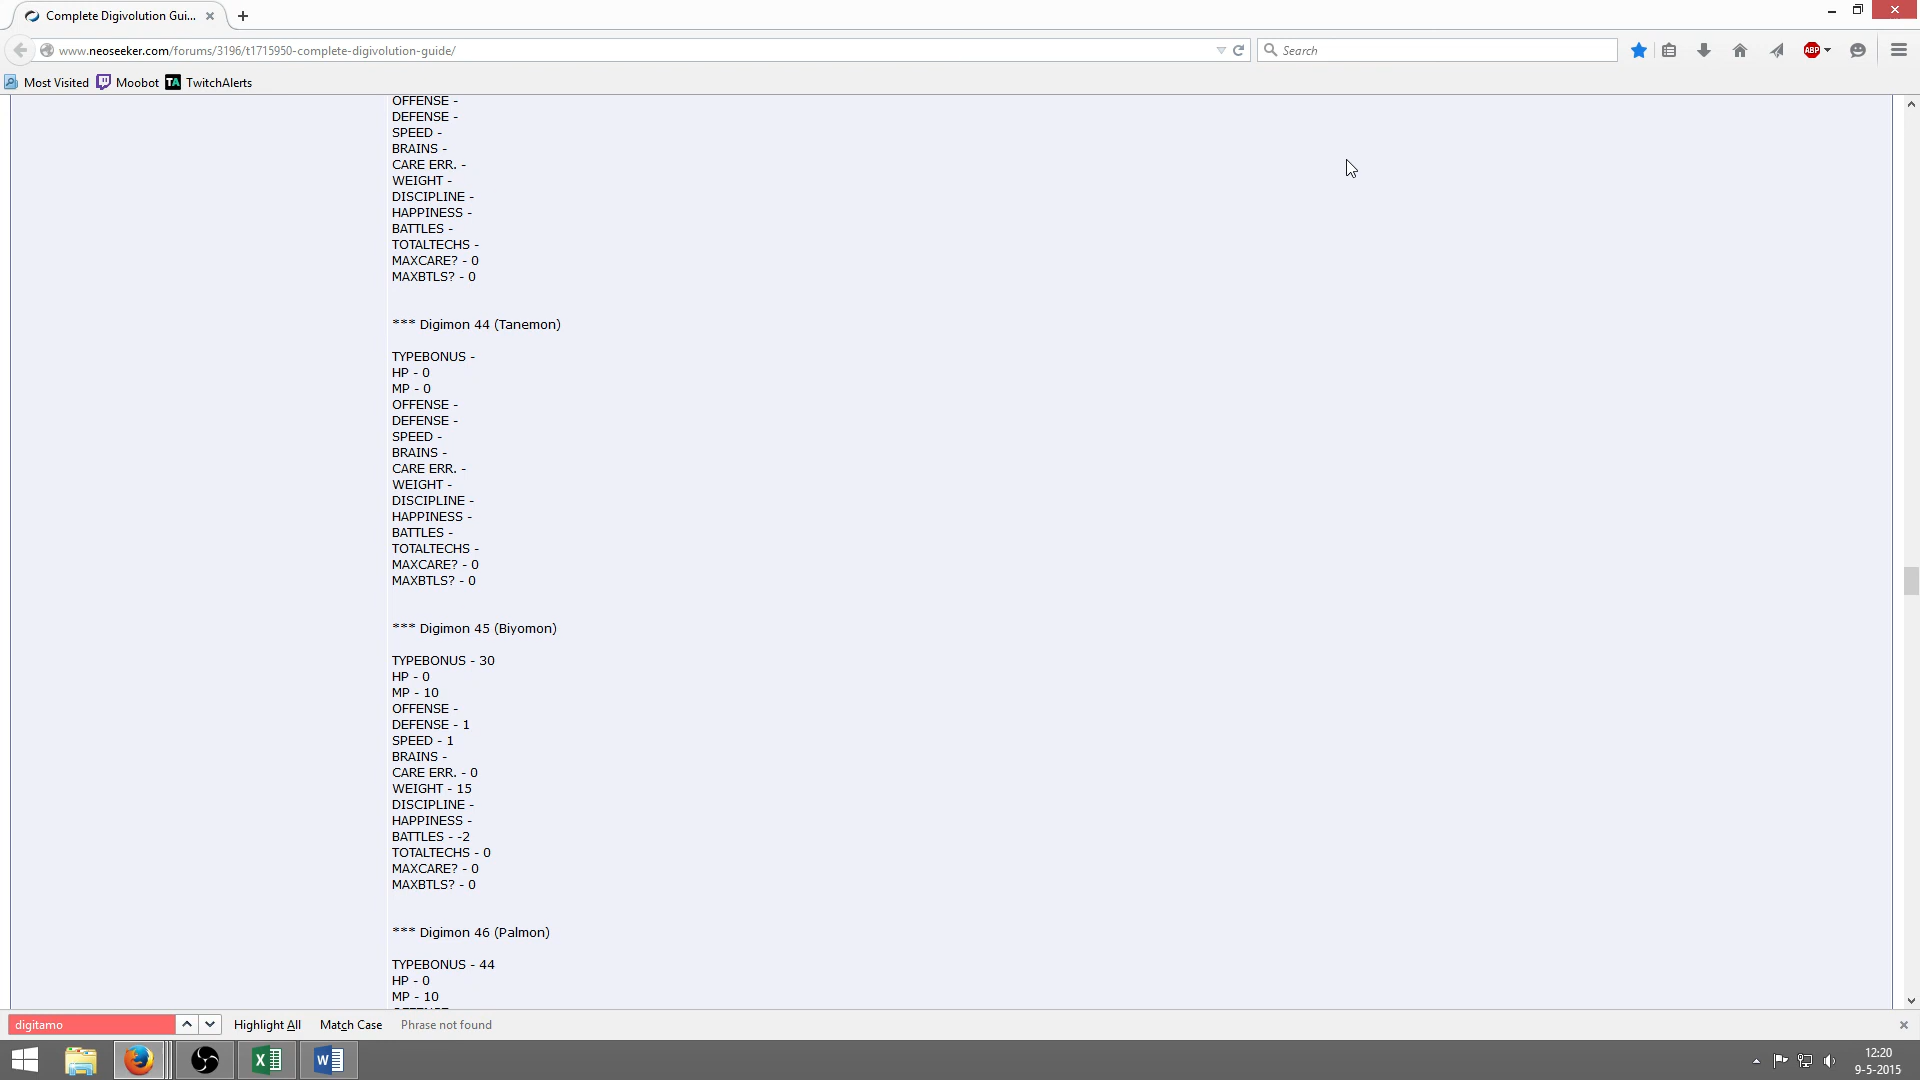 Complete Digivolution Gui...
www.neoseeker.com/forums/3196/t1715950-complete-digivolution-guide/
Search
ABP
Most Visited
Moobot
TA TwitchAlerts
OFFENSE -
DEFENSE -
SPEED -
BRAINS -
CARE ERR. -
WEIGHT -
DISCIPLINE -
HAPPINESS -
BATTLES -
TOTALTECHS -
MAXCARE? - 0
MAXBTLS? - 0
*** Digimon 44 (Tanemon)
TYPEBONUS -
HP - 0
MP - 0
OFFENSE -
DEFENSE -
SPEED -
BRAINS -
CARE ERR. -
WEIGHT -
DISCIPLINE -
HAPPINESS -
BATTLES -
TOTALTECHS -
MAXCARE? - 0
MAXBTLS? - 0
*** Digimon 45 (Biyomon)
TYPEBONUS - 30
HP - 0
MP - 10
OFFENSE -
DEFENSE - 1
SPEED - 1
BRAINS -
CARE ERR. - 0
WEIGHT - 15
DISCIPLINE -
HAPPINESS -
BATTLES - -2
TOTALTECHS - 0
MAXCARE? - 0
MAXBTLS? - 0
*** Digimon 46 (Palmon)
TYPEBONUS - 44
HP - 0
MP - 10
digitamo
Highlight All
Match Case
Phrase not found
12:20
9-5-2015